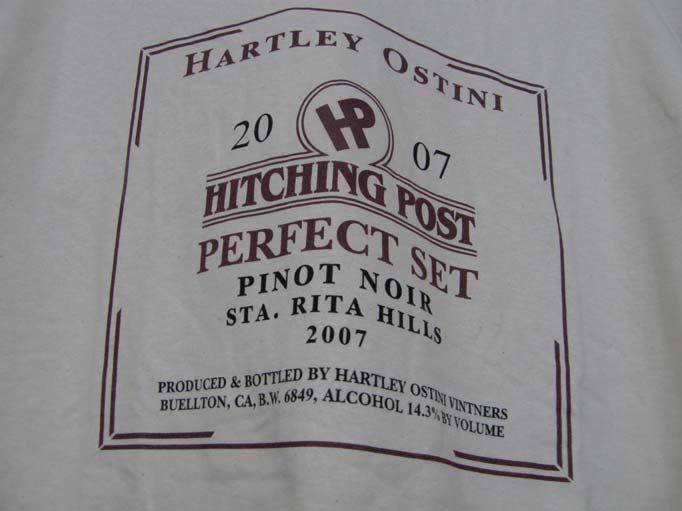 HARTLEY OSTINI
20 HP 07
HITCHING POST
PERFECT SET
PINOT NOIR
STA. RITA HILLS
2007
PRODUCED & BOTTLED BY HARTLEY OSTINI VINTNERS
BUELLTON, CA, B.W. 6849, ALCOHOL 14.3% BY VOLUME